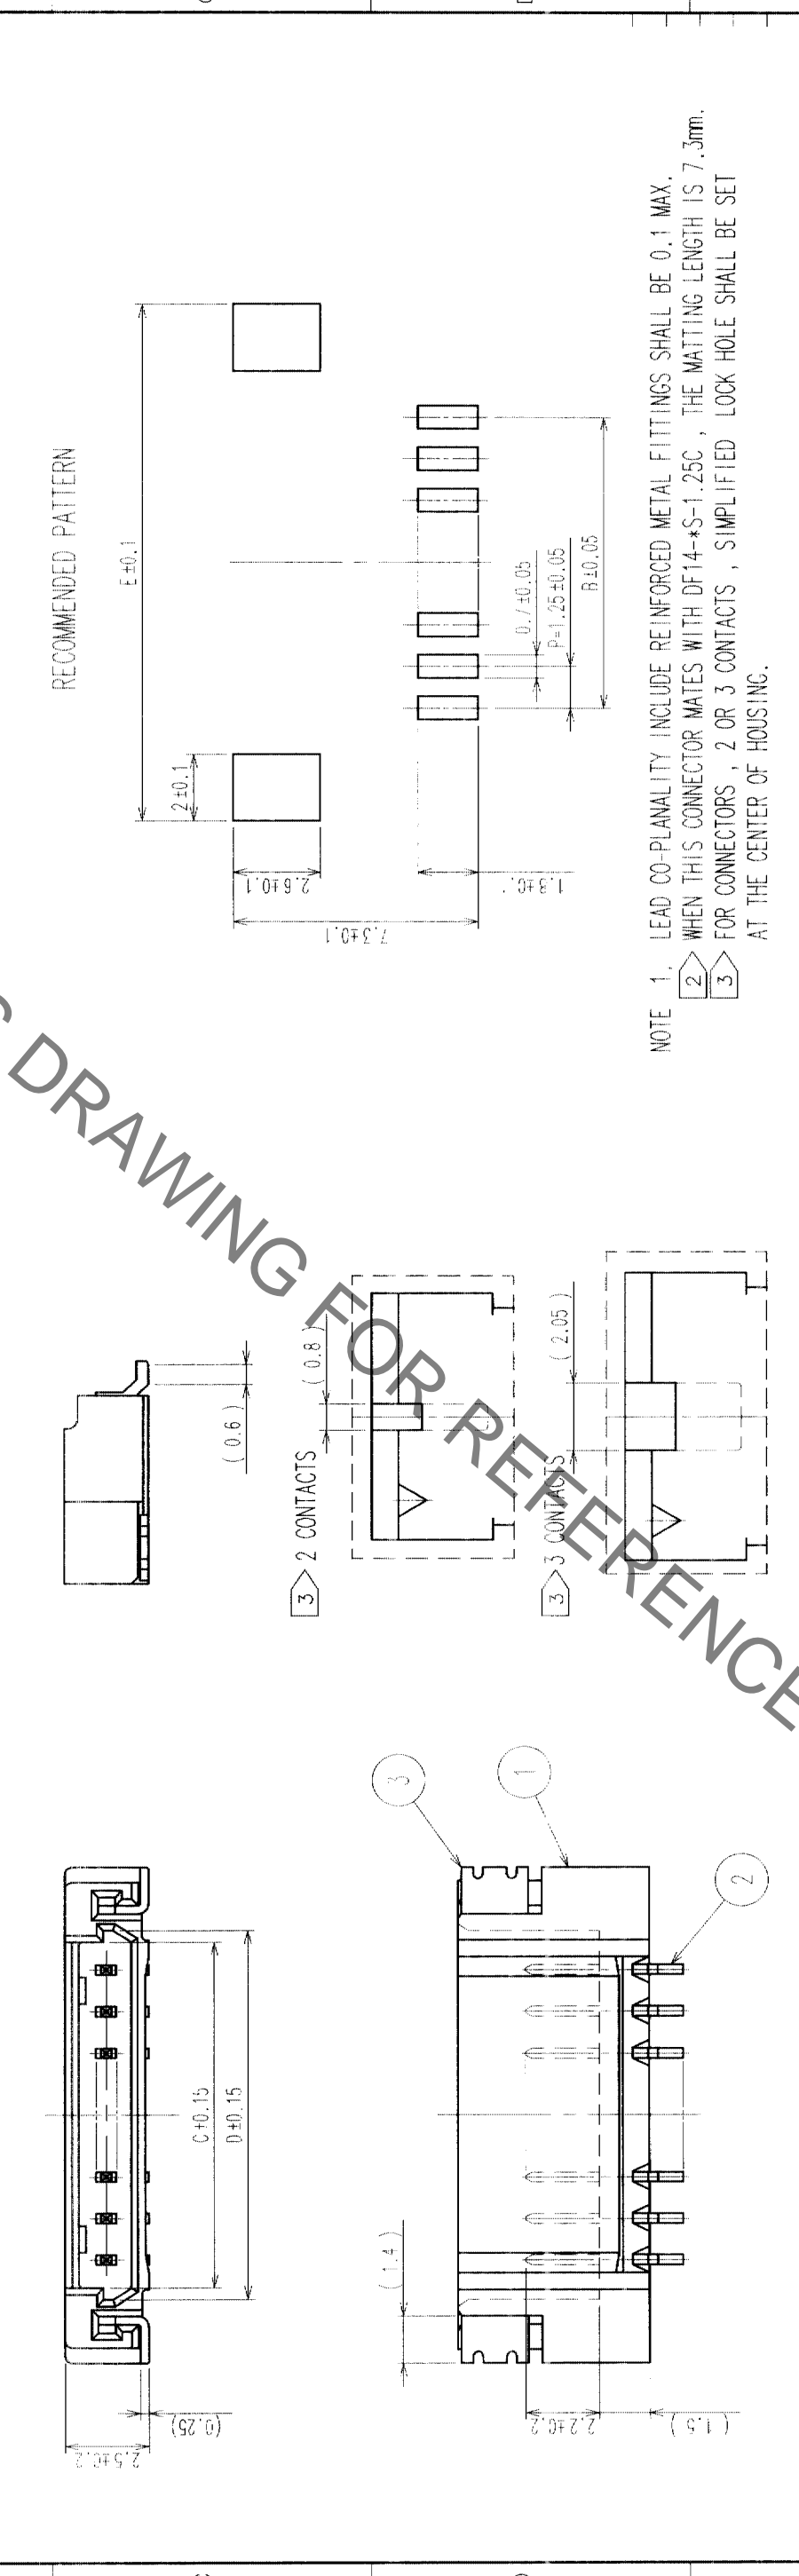 RECOMMENDED PATTERN
E±0.1
2±0.1
2.6±0.1
7.3±0.1
0.7±0.05
P=1.25±0.05
B±0.05
NOTE 1. LEAD CO-PLANALITY INCLUDE REINFORCED METAL FITTINGS SHALL BE 0.1 MAX.
2 WHEN THIS CONNECTOR MATES WITH DF14-*S-1.25C , THE MATTING LENGTH IS 7.3mm.
3 FOR CONNECTORS , 2 OR 3 CONTACTS , SIMPLIFIED LOCK HOLE SHALL BE SET
AT THE CENTER OF HOUSING.
DRAWING FOR REFERENCE
( 0.6 )
3 2 CONTACTS
( 0.8 )
3 3 CONTACTS
( 2.05 )
C±0.15
D±0.15
(0.25)
2.5±0.2
3
1
2
( 1.4 )
2.2±0.2
( 1.5 )